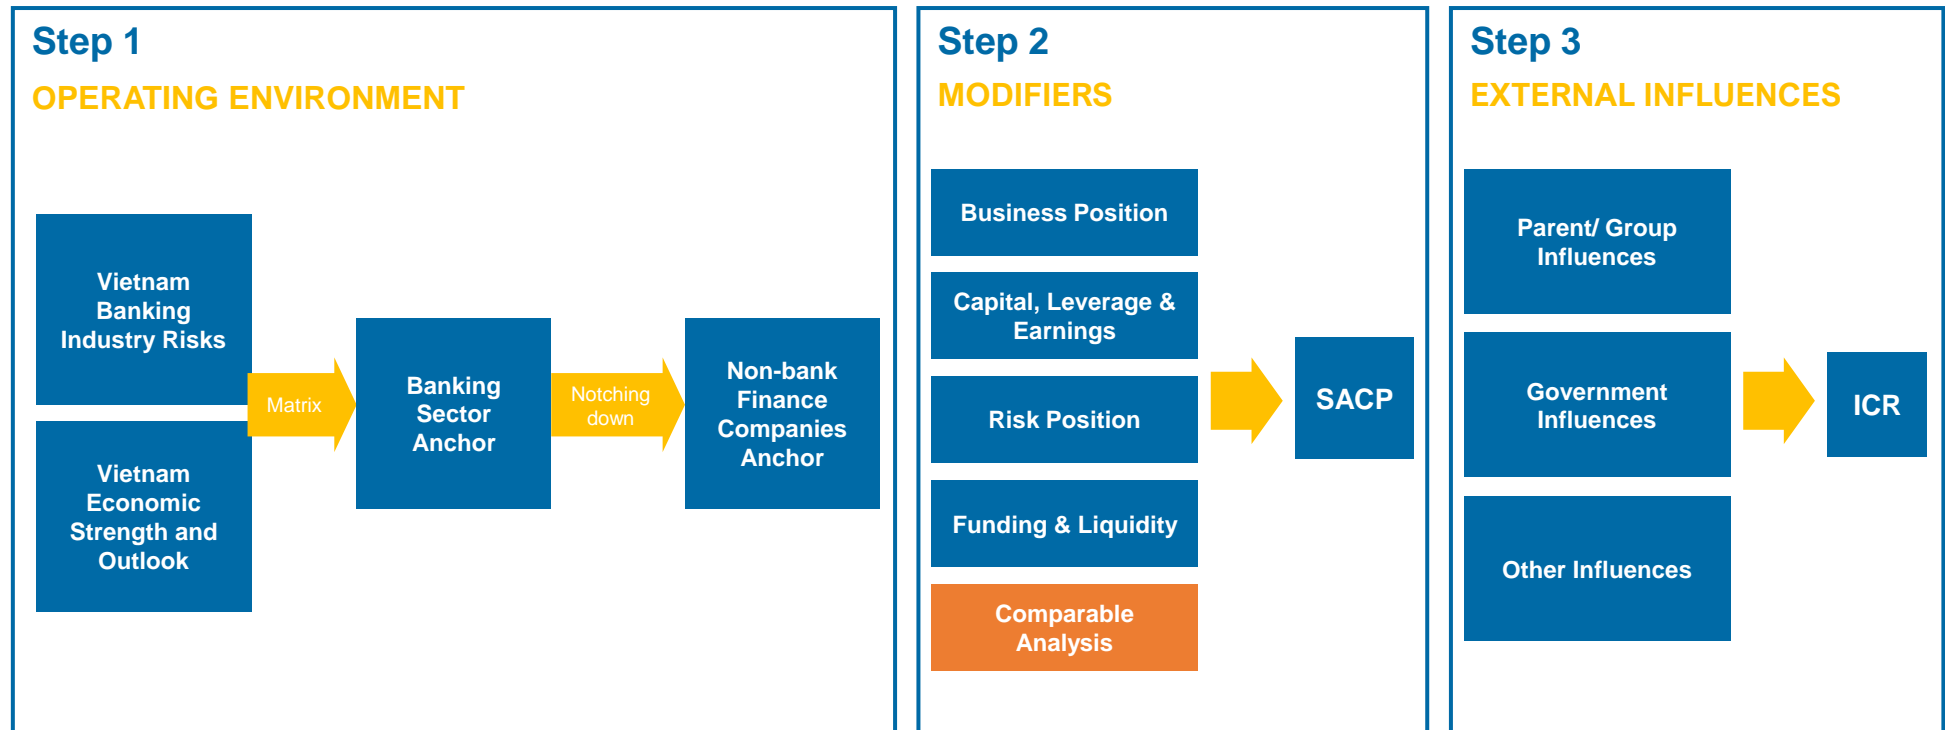 Step 1
OPERATING ENVIRONMENT
Vietnam
Banking
Industry Risks
Vietnam
Economic
Strength and
Outlook
Matrix
Banking
Sector
Anchor
Notching
down
Non-bank
Finance
Companies
Anchor
Step 2
MODIFIERS
Business Position
Capital, Leverage &
Earnings
Risk Position
Funding & Liquidity
Comparable
Analysis
SACP
Step 3
EXTERNAL INFLUENCES
Parent/ Group
Influences
Government
Influences
Other Influences
ICR